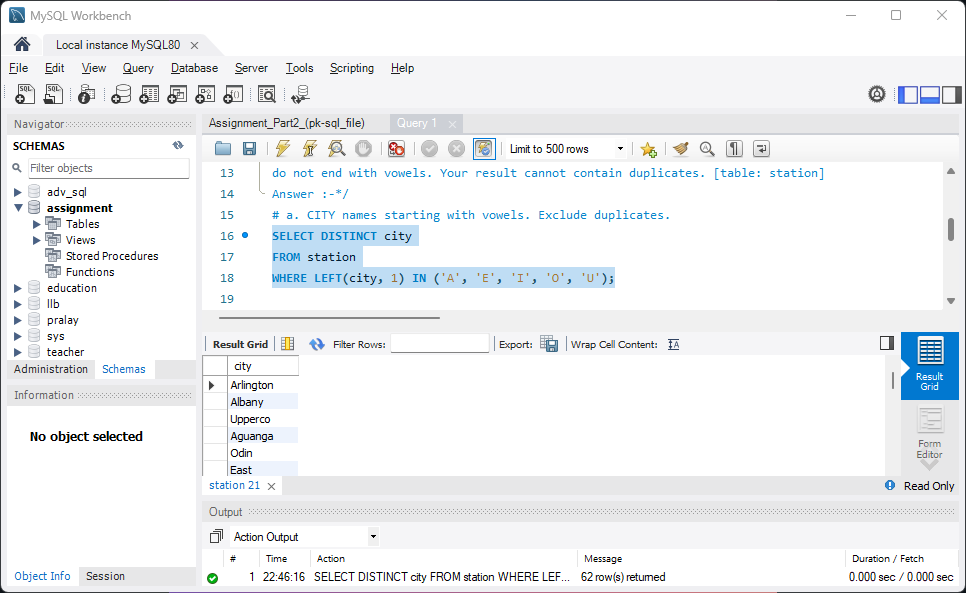 MySQL Workbench
Local instance MySQL80
File Edit View Query Database Server Tools Scripting Help
Navigator
SCHEMAS
Filter objects
adv_sql
assignment
Tables
Views
Stored Procedures
Functions
education
llb
pralay
sys
teacher
Administration Schemas
Information
No object selected
Object Info Session
Assignment_Part2_(pk-sql_file) Query 1
Limit to 500 rows
13 do not end with vowels. Your result cannot contain duplicates. [table: station]
14 Answer :-*/
15 # a. CITY names starting with vowels. Exclude duplicates.
16 SELECT DISTINCT city
17 FROM station
18 WHERE LEFT(city, 1) IN ('A', 'E', 'I', 'O', 'U');
19
Result Grid Filter Rows: Export: Wrap Cell Content:
city
Arlington
Albany
Upperco
Aguanga
Odin
East
Result Grid
Form Editor
station 21 Read Only
Output
Action Output
# Time Action Message Duration / Fetch
1 22:46:16 SELECT DISTINCT city FROM station WHERE LEF... 62 row(s) returned 0.000 sec / 0.000 sec